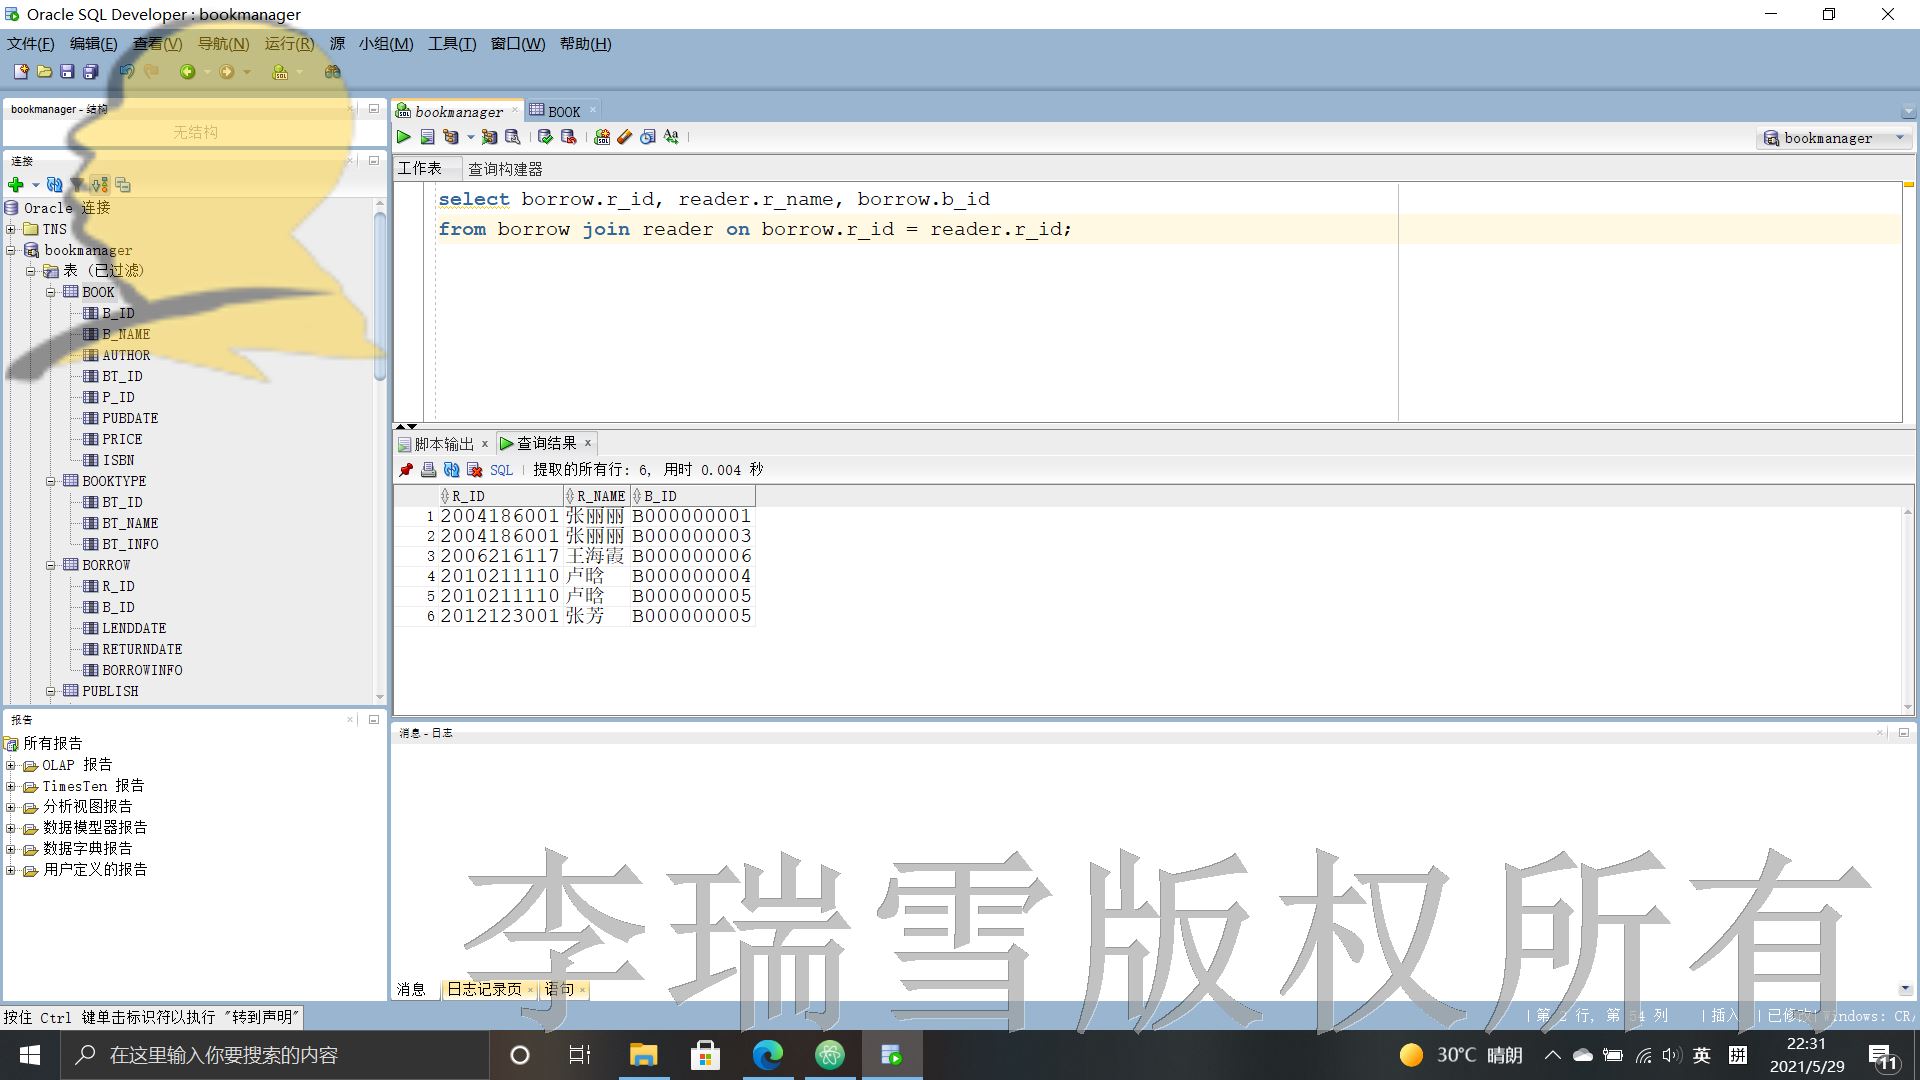 Oracle SQL Developer : bookmanager
文件(F) 编辑(E) 查看(V) 导航(N) 运行(R) 源 小组(M) 工具(T) 窗口(W) 帮助(H)
bookmanager - 结构
无结构
连接
Oracle 连接
TNS
bookmanager
表 (已过滤)
BOOK
B_ID
B_NAME
AUTHOR
BT_ID
P_ID
PUBDATE
PRICE
ISBN
BOOKTYPE
BT_ID
BT_NAME
BT_INFO
BORROW
R_ID
B_ID
LENDDATE
RETURNDATE
BORROWINFO
PUBLISH
报告
所有报告
OLAP 报告
TimesTen 报告
分析视图报告
数据模型器报告
数据字典报告
用户定义的报告
bookmanager BOOK
bookmanager
工作表 查询构建器
select borrow.r_id, reader.r_name, borrow.b_id
from borrow join reader on borrow.r_id = reader.r_id;
脚本输出 查询结果
SQL 提取的所有行: 6, 用时 0.004 秒
R_ID R_NAME B_ID
1 2004186001 张丽丽 B000000001
2 2004186001 张丽丽 B000000003
3 2006216117 王海霞 B000000006
4 2010211110 卢晗 B000000004
5 2010211110 卢晗 B000000005
6 2012123001 张芳 B000000005
消息 - 日志
李瑞雪版权所有
消息 日志记录页 语句
按住 Ctrl 键单击标识符以执行 "转到声明"
第 2 行, 第 54 列 插入 已修改 Windows: CR/
在这里输入你要搜索的内容
30°C 晴朗
英 拼
22:31
2021/5/29
11